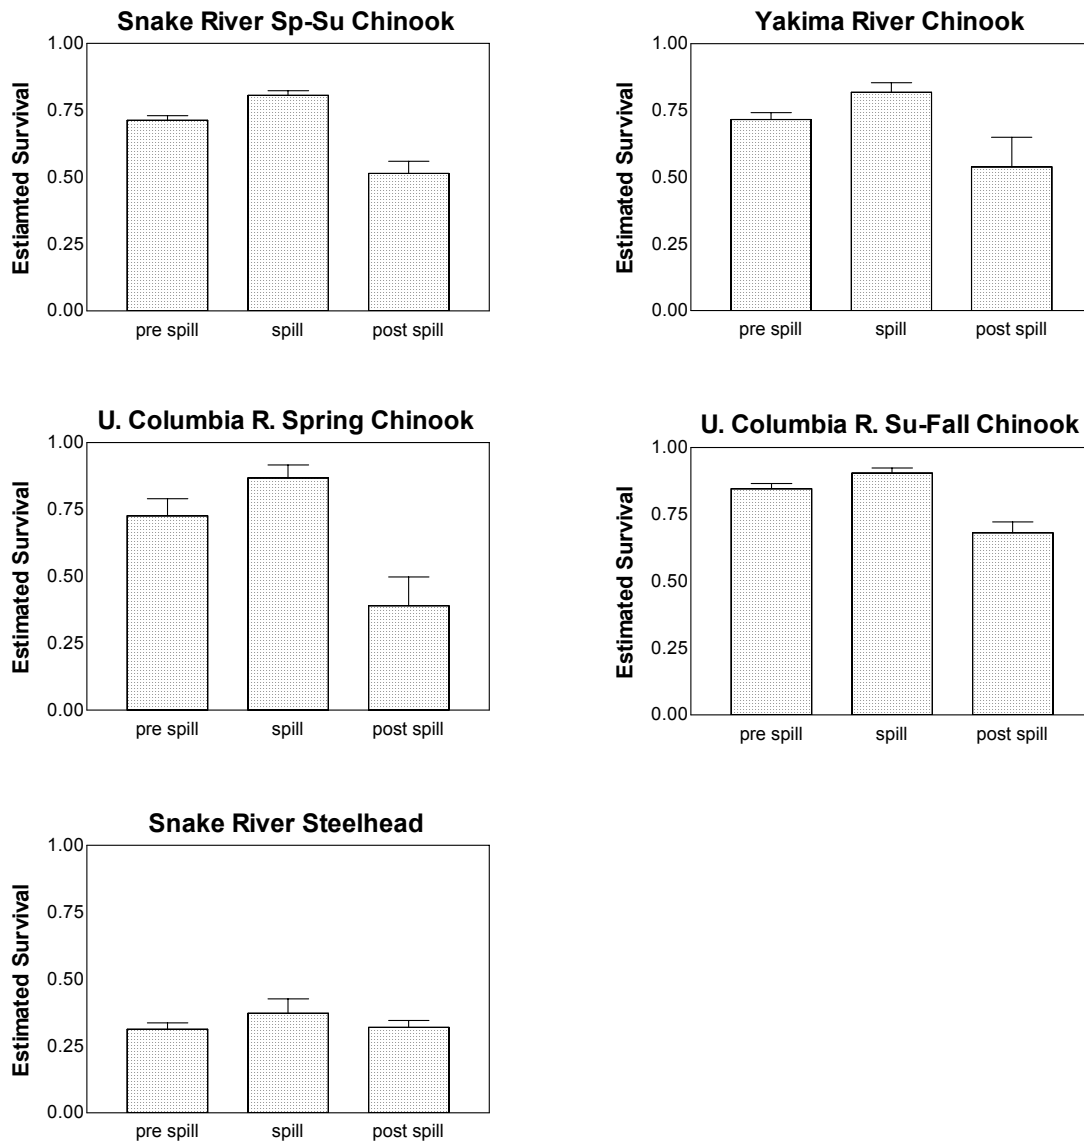 Snake River Sp-Su Chinook
Estiamted Survival
1.00
0.75
0.50
0.25
0.00
pre spill
spill
post spill
Yakima River Chinook
Estimated Survival
1.00
0.75
0.50
0.25
0.00
pre spill
spill
post spill
U. Columbia R. Spring Chinook
Estimated Survival
1.00
0.75
0.50
0.25
0.00
pre spill
spill
post spill
U. Columbia R. Su-Fall Chinook
Estimated Survival
1.00
0.75
0.50
0.25
0.00
pre spill
spill
post spill
Snake River Steelhead
Estimated Survival
1.00
0.75
0.50
0.25
0.00
pre spill
spill
post spill